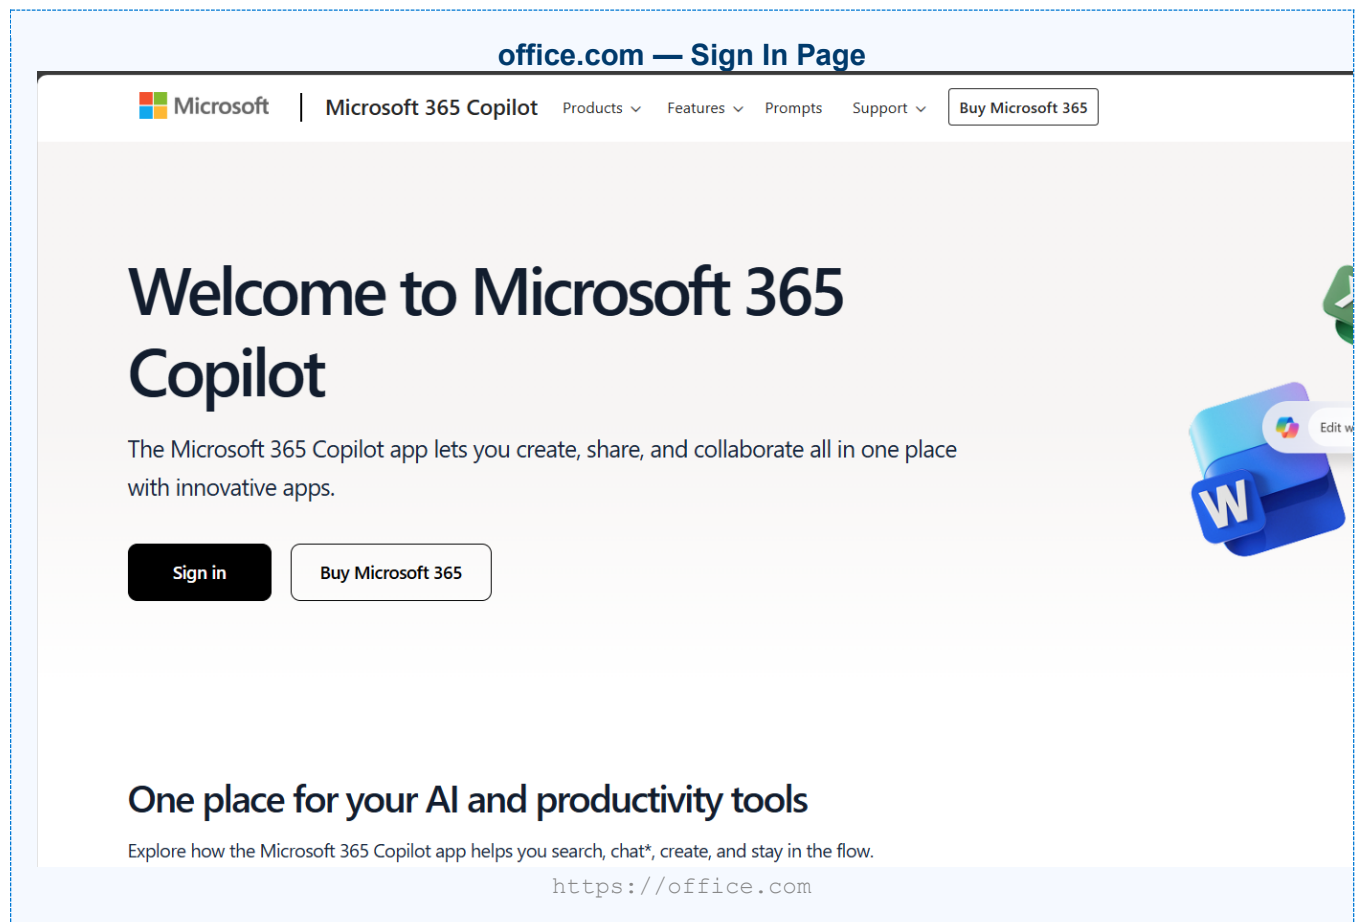 office.com — Sign In Page
Microsoft
Microsoft 365 Copilot
Products
Features
Prompts
Support
Buy Microsoft 365
Welcome to Microsoft 365
Copilot
The Microsoft 365 Copilot app lets you create, share, and collaborate all in one place
with innovative apps.
Sign in
Buy Microsoft 365
Edit w
W
One place for your AI and productivity tools
Explore how the Microsoft 365 Copilot app helps you search, chat*, create, and stay in the flow.
https://office.com